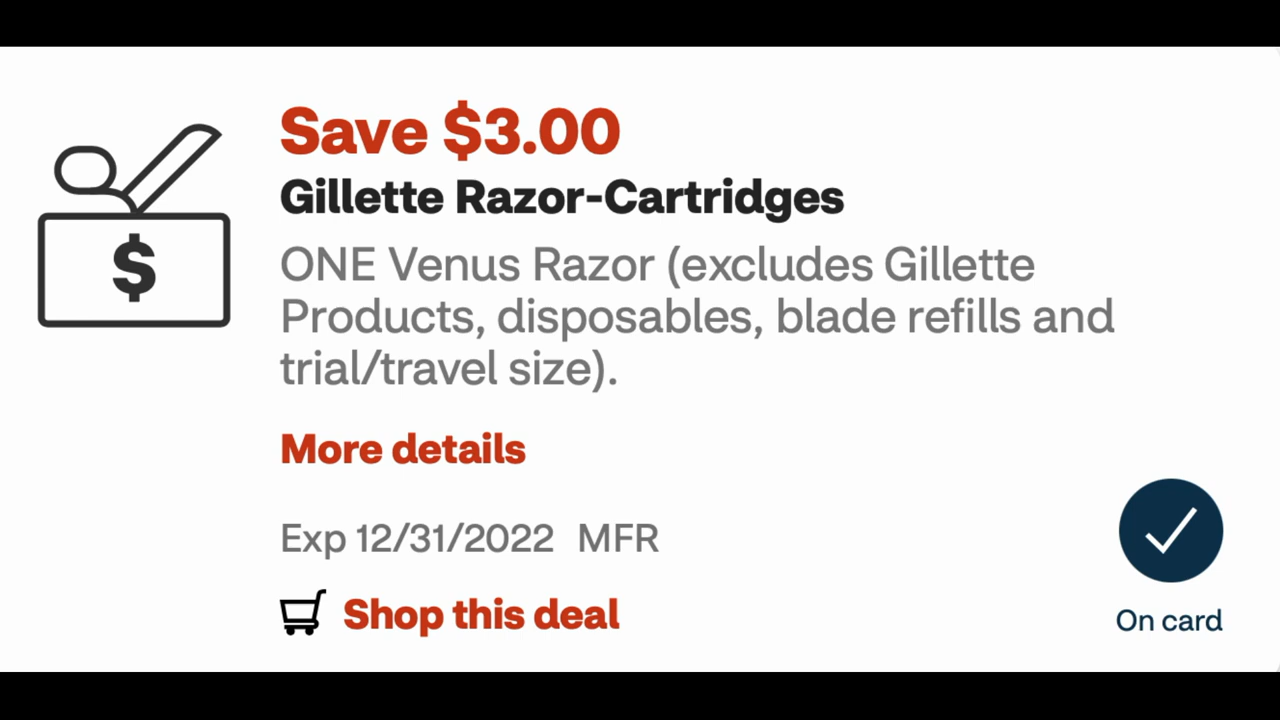 Save $3.00
Gillette Razor-Cartridges
ONE Venus Razor (excludes Gillette
Products, disposables, blade refills and
trial/travel size).
More details
Exp 12/31/2022 MFR
Shop this deal
On card
$